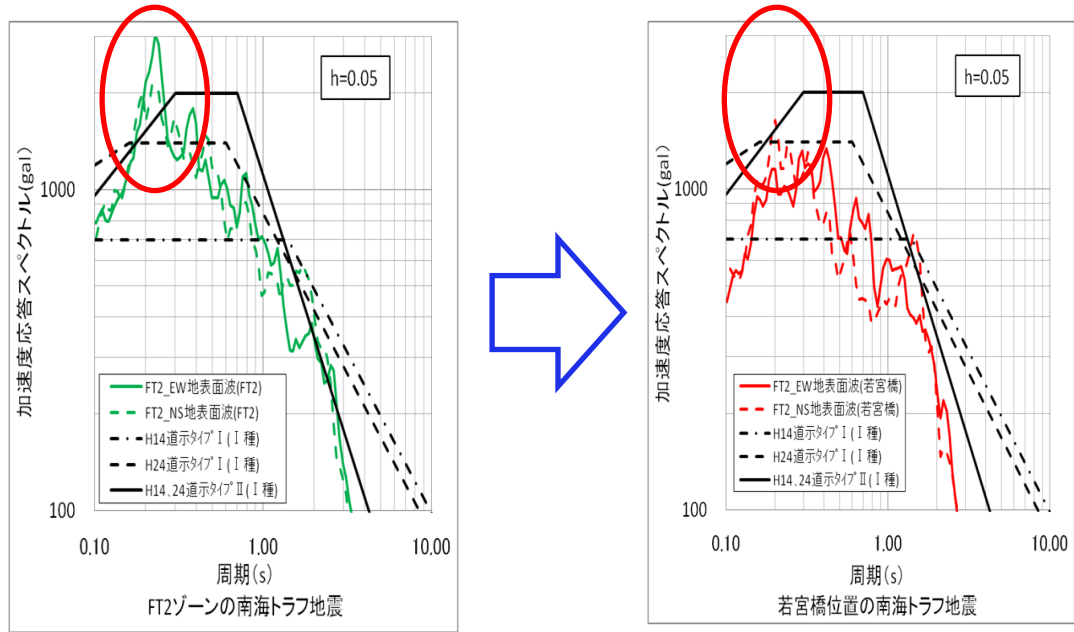 h=0.05
加速度応答スペクトル(gal)
1000
100
FT2_EW地表面波(FT2)
FT2_NS地表面波(FT2)
H14道示タイプⅠ(Ⅰ種)
H24道示タイプⅠ(Ⅰ種)
H14、24道示タイプⅡ(Ⅰ種)
0.10
1.00
10.00
周期(s)
FT2ゾーンの南海トラフ地震
h=0.05
加速度応答スペクトル(gal)
1000
100
FT2_EW地表面波(若宮橋)
FT2_NS地表面波(若宮橋)
H14道示タイプⅠ(Ⅰ種)
H24道示タイプⅠ(Ⅰ種)
H14、24道示タイプⅡ(Ⅰ種)
0.10
1.00
10.00
周期(s)
若宮橋位置の南海トラフ地震